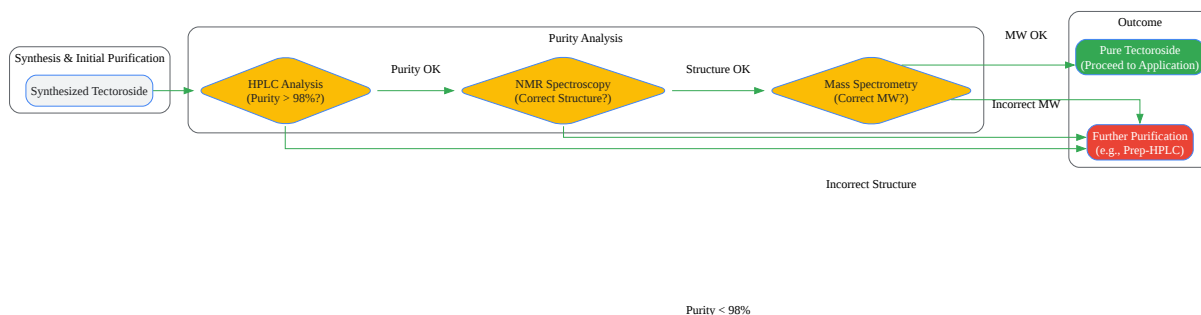 Synthesis & Initial Purification
Synthesized Tectoroside
Purity Analysis
HPLC Analysis
(Purity > 98%?)
Purity OK
NMR Spectroscopy
(Correct Structure?)
Structure OK
Mass Spectrometry
(Correct MW?)
MW OK
Incorrect MW
Outcome
Pure Tectoroside
(Proceed to Application)
Further Purification
(e.g., Prep-HPLC)
Incorrect Structure
Purity < 98%